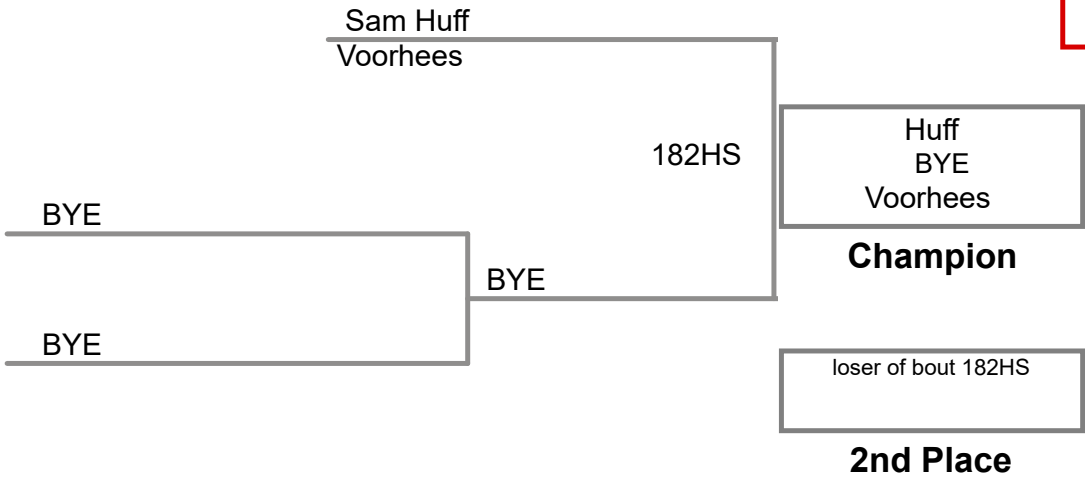 Sam Huff
Voorhees
182HS
Huff
BYE
Voorhees
BYE
Champion
BYE
BYE
loser of bout 182HS
2nd Place